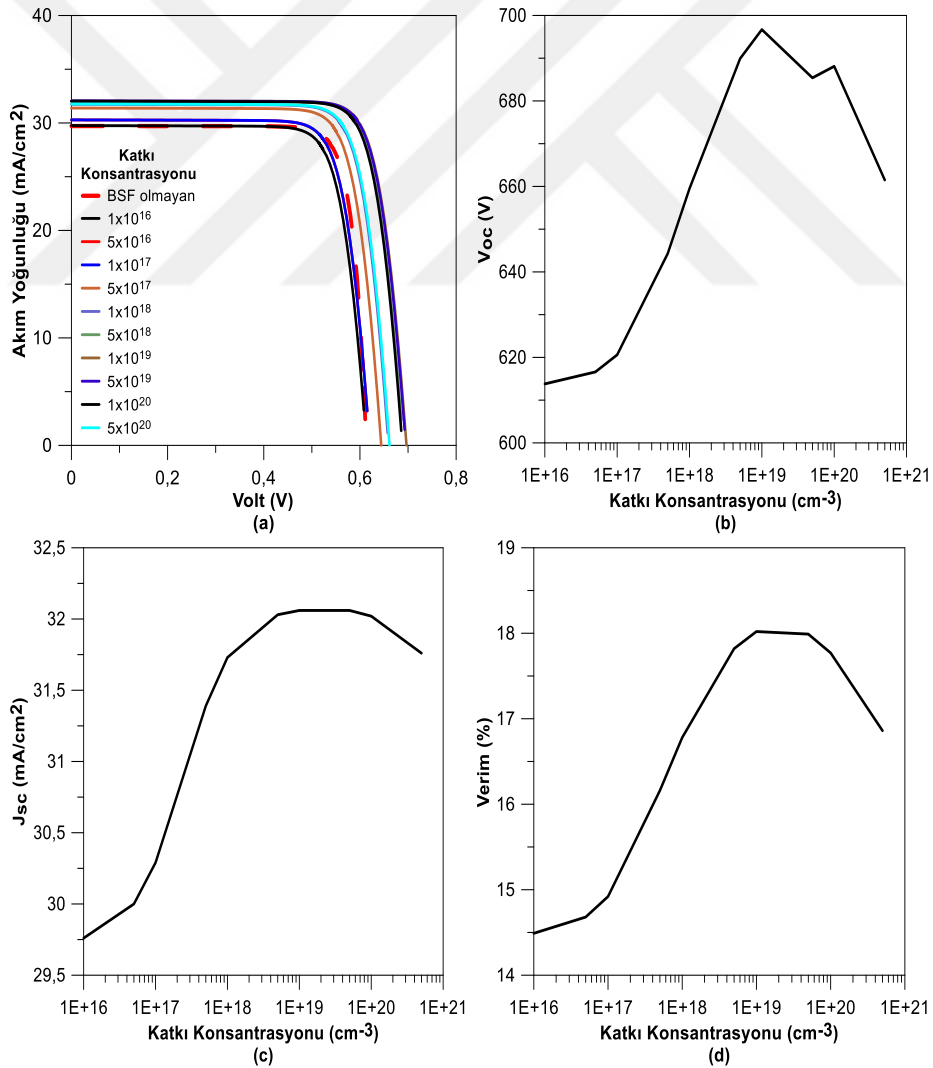 40
30
20
10
0
Akım Yoğunluğu (mA/cm2)
Katkı
Konsantrasyonu
BSF olmayan
1x10^16
5x10^16
1x10^17
5x10^17
1x10^18
5x10^18
1x10^19
5x10^19
1x10^20
5x10^20
0 0,2 0,4 0,6 0,8
Volt (V)
(a)
700
680
660
640
620
600
Voc (V)
1E+16 1E+17 1E+18 1E+19 1E+20 1E+21
Katkı Konsantrasyonu (cm-3)
(b)
32,5
32
31,5
31
30,5
30
29,5
Jsc (mA/cm2)
1E+16 1E+17 1E+18 1E+19 1E+20 1E+21
Katkı Konsantrasyonu (cm-3)
(c)
19
18
17
16
15
14
Verim (%)
1E+16 1E+17 1E+18 1E+19 1E+20 1E+21
Katkı Konsantrasyonu (cm-3)
(d)